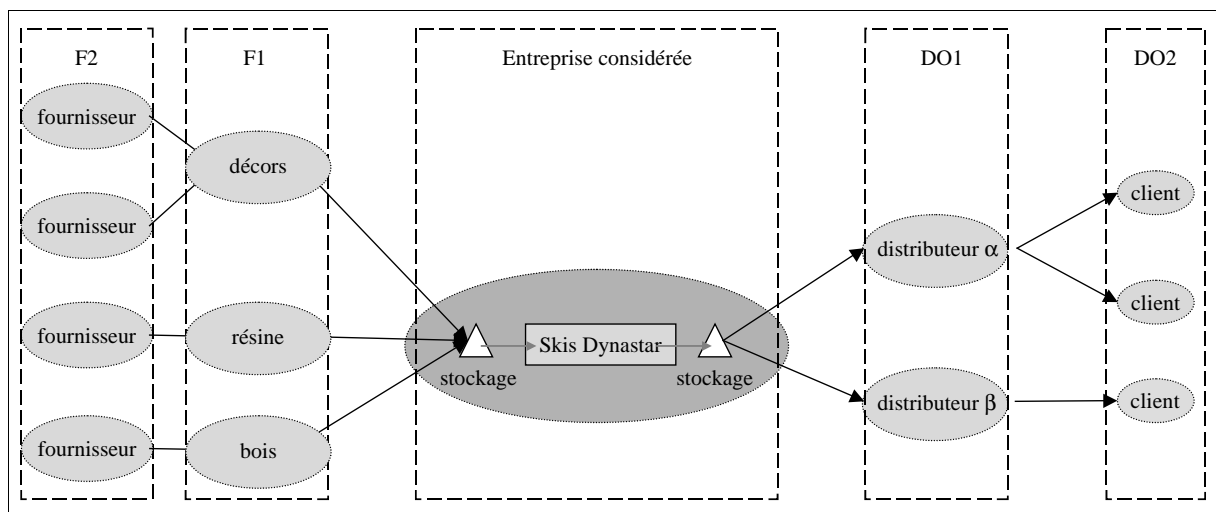 F2
F1
Entreprise considérée
DO1
DO2
fournisseur
fournisseur
fournisseur
fournisseur
décors
résine
bois
stockage
Skis Dynastar
stockage
distributeur α
distributeur β
client
client
client